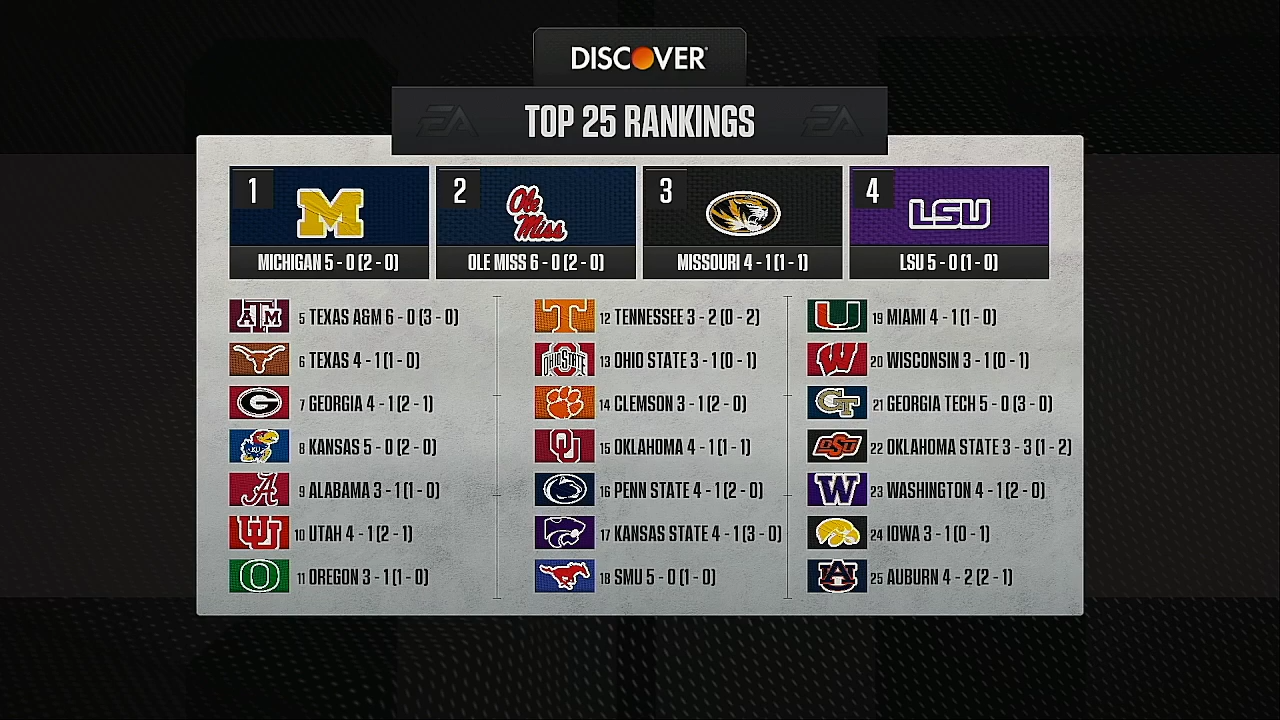 DISCOVER
TOP 25 RANKINGS
1
MICHIGAN 5 - 0 (2 - 0)
2
Ole Miss
OLE MISS 6 - 0 (2 - 0)
3
MISSOURI 4 - 1 (1 - 1)
4
LSU
LSU 5 - 0 (1 - 0)
5 TEXAS A&M 6 - 0 (3 - 0)
6 TEXAS 4 - 1 (1 - 0)
7 GEORGIA 4 - 1 (2 - 1)
8 KANSAS 5 - 0 (2 - 0)
9 ALABAMA 3 - 1 (1 - 0)
10 UTAH 4 - 1 (2 - 1)
11 OREGON 3 - 1 (1 - 0)
12 TENNESSEE 3 - 2 (0 - 2)
13 OHIO STATE 3 - 1 (0 - 1)
14 CLEMSON 3 - 1 (2 - 0)
15 OKLAHOMA 4 - 1 (1 - 1)
16 PENN STATE 4 - 1 (2 - 0)
17 KANSAS STATE 4 - 1 (3 - 0)
18 SMU 5 - 0 (1 - 0)
19 MIAMI 4 - 1 (1 - 0)
20 WISCONSIN 3 - 1 (0 - 1)
21 GEORGIA TECH 5 - 0 (3 - 0)
22 OKLAHOMA STATE 3 - 3 (1 - 2)
23 WASHINGTON 4 - 1 (2 - 0)
24 IOWA 3 - 1 (0 - 1)
25 AUBURN 4 - 2 (2 - 1)